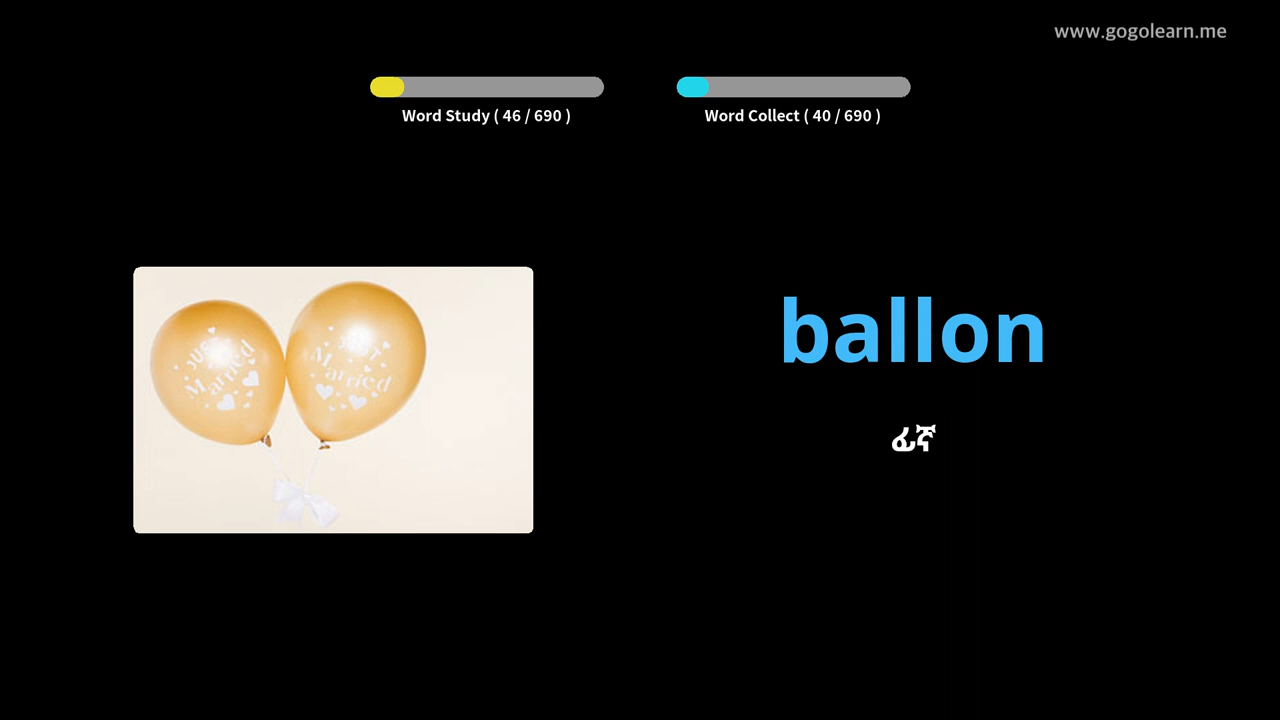 www.gogolearn.me
Word Study ( 46 / 690 )
Word Collect ( 40 / 690 )
JUST
Married
JUST
Married
ballon
ፊኛ